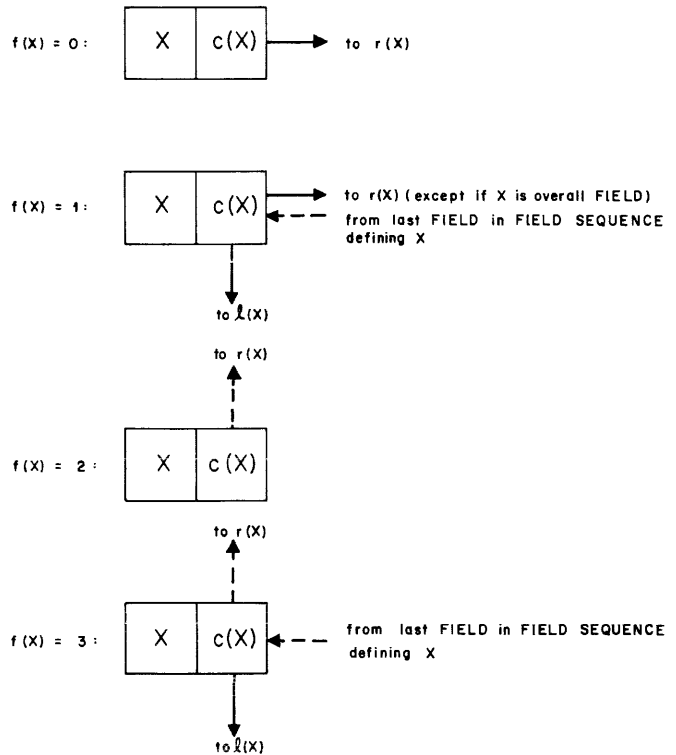 f(X) = 0: X c(X) to r(X)
f(X) = 1: X c(X) to r(X) (except if X is overall FIELD)
from last FIELD in FIELD SEQUENCE
defining X
to ℓ(X)
to r(X)
f(X) = 2: X c(X)
to r(X)
f(X) = 3: X c(X) from last FIELD in FIELD SEQUENCE
defining X
to ℓ(X)